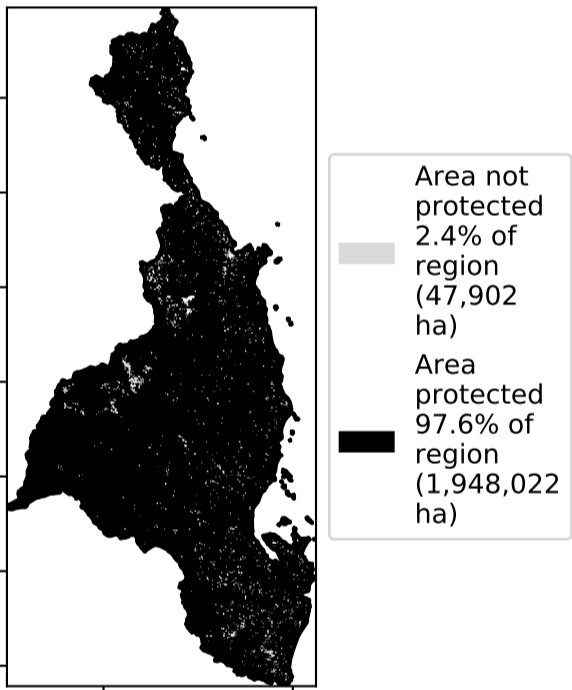 Area not
protected
2.4% of
region
(47,902
ha)
Area
protected
97.6% of
region
(1,948,022
ha)